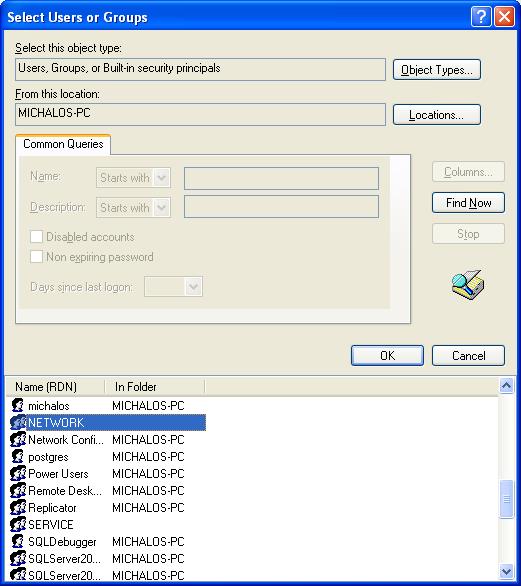 Select Users or Groups
Select this object type:
Users, Groups, or Built-in security principals
Object Types...
From this location:
MICHALOS-PC
Locations...
Common Queries
Name:
Starts with
Description:
Starts with
Disabled accounts
Non expiring password
Days since last logon:
Columns...
Find Now
Stop
OK
Cancel
Name (RDN) In Folder
michalos MICHALOS-PC
NETWORK
Network Confi... MICHALOS-PC
postgres MICHALOS-PC
Power Users MICHALOS-PC
Remote Desk... MICHALOS-PC
Replicator MICHALOS-PC
SERVICE
SQLDebugger MICHALOS-PC
SQLServer20... MICHALOS-PC
SQLServer20... MICHALOS-PC